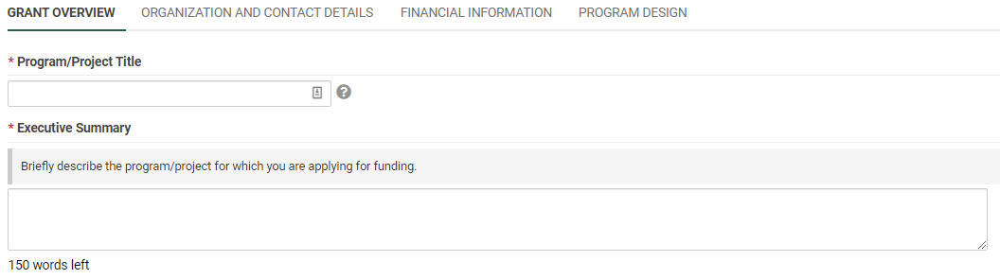 GRANT OVERVIEW ORGANIZATION AND CONTACT DETAILS FINANCIAL INFORMATION PROGRAM DESIGN
* Program/Project Title
?
* Executive Summary
Briefly describe the program/project for which you are applying for funding.
150 words left